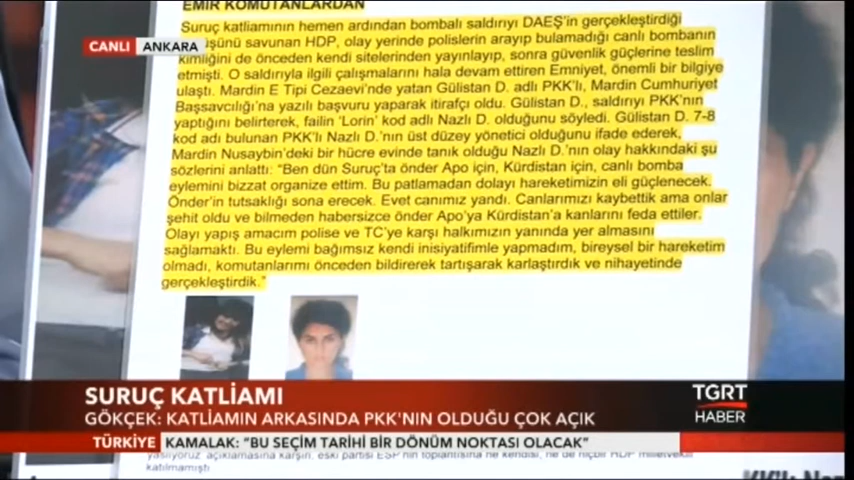 EMİR KOMUTANLARDAN
Suruç katliamının hemen ardından bombalı saldırıyı DAEŞ'in gerçekleştirdiği
savunan HDP, olay yerinde polislerin arayıp bulamadığı canlı bombanın
kimliğini de önceden kendi sitelerinden yayınlayıp, sonra güvenlik güçlerine teslim
etmişti. O saldırıyla ilgili çalışmalarını hala devam ettiren Emniyet, önemli bir bilgiye
ulaştı. Mardin E Tipi Cezaevi'nde yatan Gülistan D. adlı PKK'lı, Mardin Cumhuriyet
Başsavcılığı'na yazılı başvuru yaparak itirafçı oldu. Gülistan D., saldırıyı PKK'nın
yaptığını belirterek, failin 'Lorin' kod adlı Nazlı D. olduğunu söyledi. Gülistan D. 7-8
kod adı bulunan PKK'lı Nazlı D.'nın üst düzey yönetici olduğunu ifade ederek,
Mardin Nusaybin'deki bir hücre evinde tanık olduğu Nazlı D.'nın olay hakkındaki şu
sözlerini anlattı: "Ben dün Suruç'ta önder Apo için, Kürdistan için, canlı bomba
eylemini bizzat organize ettim. Bu patlamadan dolayı hareketimizin eli güçlenecek.
Önder'in tutsaklığı sona erecek. Evet canımız yandı. Canlarımızı kaybettik ama onlar
şehit oldu ve bilmeden habersizce önder Apo'ya Kürdistan'a kanlarını feda ettiler.
Olayı yapış amacım polise ve TC'ye karşı halkımızın yanında yer almasını
sağlamaktı. Bu eylemi bağımsız kendi inisiyatifimle yapmadım, bireysel bir hareketim
olmadı, komutanlarımı önceden bildirerek tartışarak karlaştırdık ve nihayetinde
gerçekleştirdik."
CANLI ANKARA
SURUÇ KATLİAMI
GÖKÇEK: KATLİAMIN ARKASINDA PKK'NIN OLDUĞU ÇOK AÇIK
TGRT
HABER
TÜRKİYE KAMALAK: "BU SEÇİM TARİHİ BİR DÖNÜM NOKTASI OLACAK"
katılmamıştı